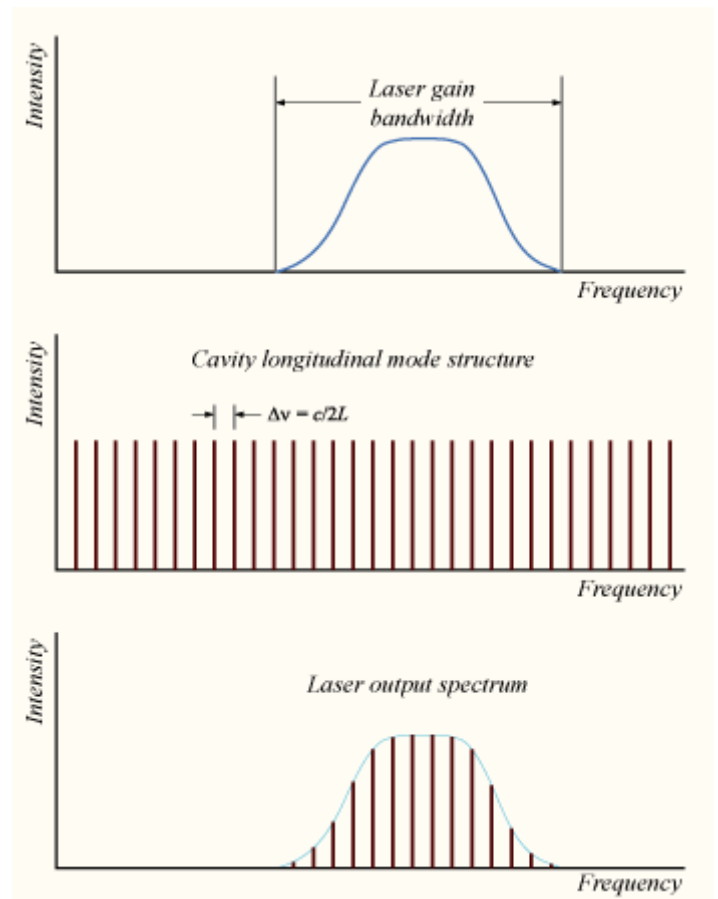 Intensity
Laser gain
bandwidth
Frequency
Intensity
Cavity longitudinal mode structure
Δν = c/2L
Frequency
Intensity
Laser output spectrum
Frequency